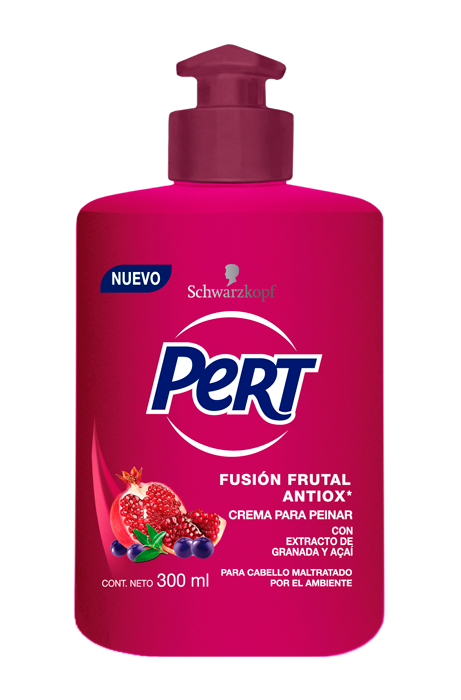 NUEVO
Schwarzkopf
PERT
FUSIÓN FRUTAL
ANTIOX*
CREMA PARA PEINAR
CON
EXTRACTO DE
GRANADA Y AÇAÍ
PARA CABELLO MALTRATADO
POR EL AMBIENTE
CONT. NETO 300 ml